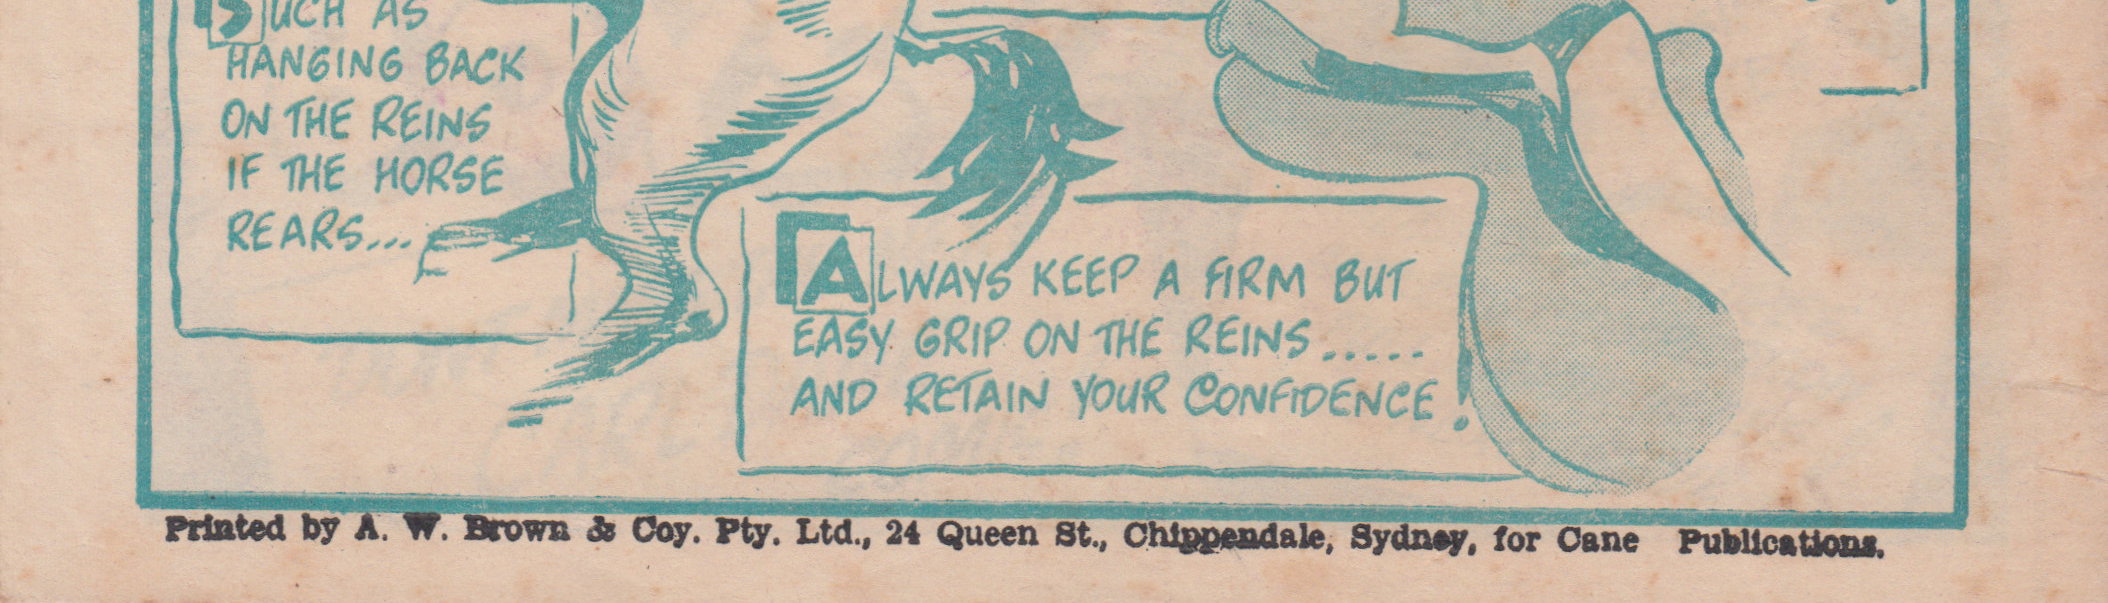 SUCH AS
HANGING BACK
ON THE REINS
IF THE HORSE
REARS...
ALWAYS KEEP A FIRM BUT
EASY GRIP ON THE REINS.....
AND RETAIN YOUR CONFIDENCE!
Printed by A. W. Brown & Coy. Pty. Ltd., 24 Queen St., Chippendale, Sydney, for Cane Publications.